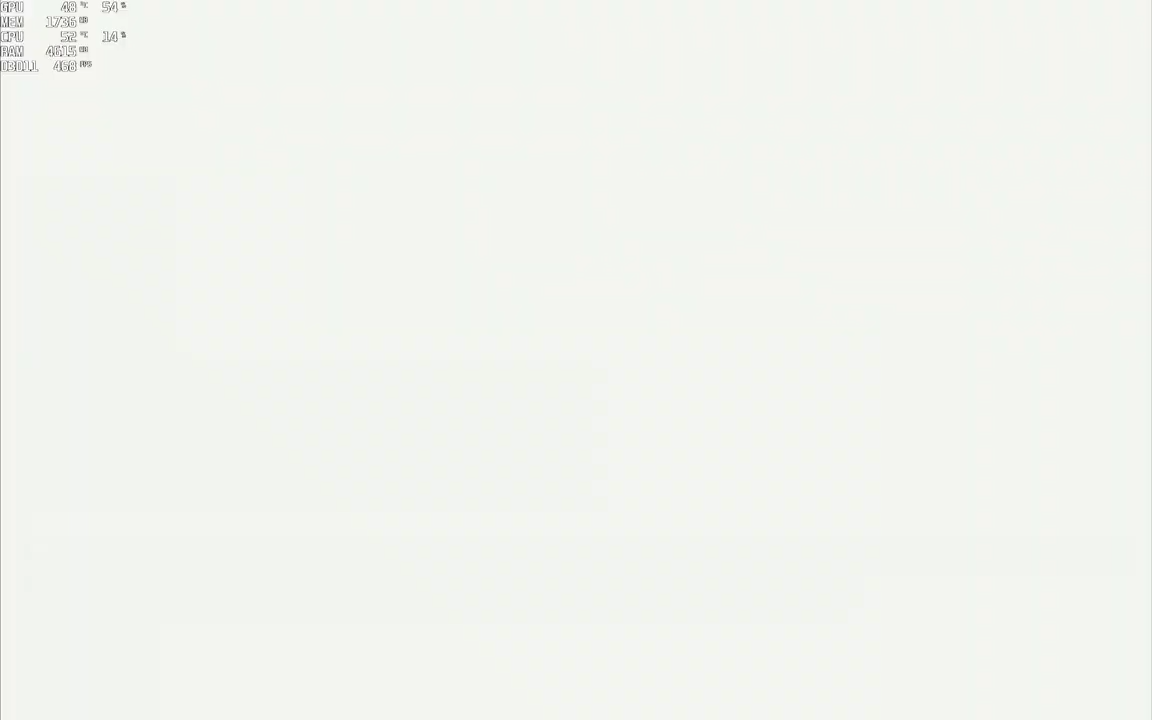 GPU 48 °C 54 %
MEM 1736 MB
CPU 52 °C 14 %
RAM 4615 MB
D3D11 468 FPS